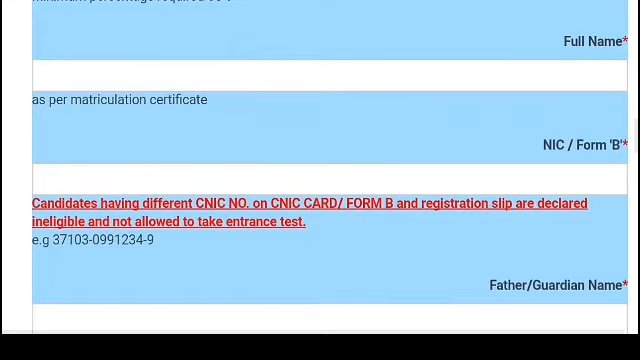 Full Name*
as per matriculation certificate
NIC / Form 'B'*
Candidates having different CNIC NO. on CNIC CARD/ FORM B and registration slip are declared
ineligible and not allowed to take entrance test.
e.g 37103-0991234-9
Father/Guardian Name*